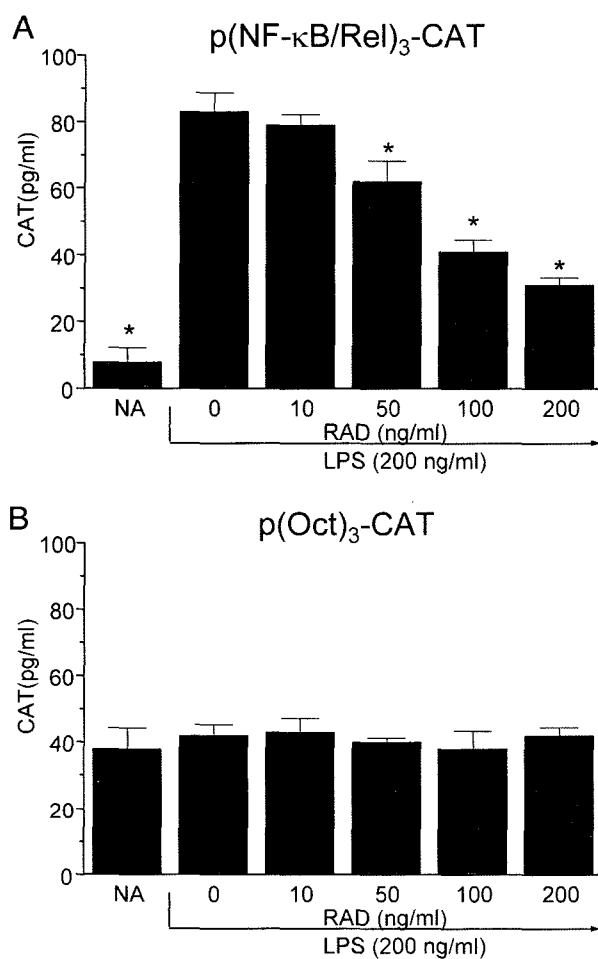 A
p(NF-κB/Rel)3-CAT
100
80
60
40
20
0
CAT(pg/ml)
*
*
*
*
NA
0
10
50
100
200
RAD (ng/ml)
LPS (200 ng/ml)
B
p(Oct)3-CAT
100
80
60
40
20
0
CAT(pg/ml)
NA
0
10
50
100
200
RAD (ng/ml)
LPS (200 ng/ml)